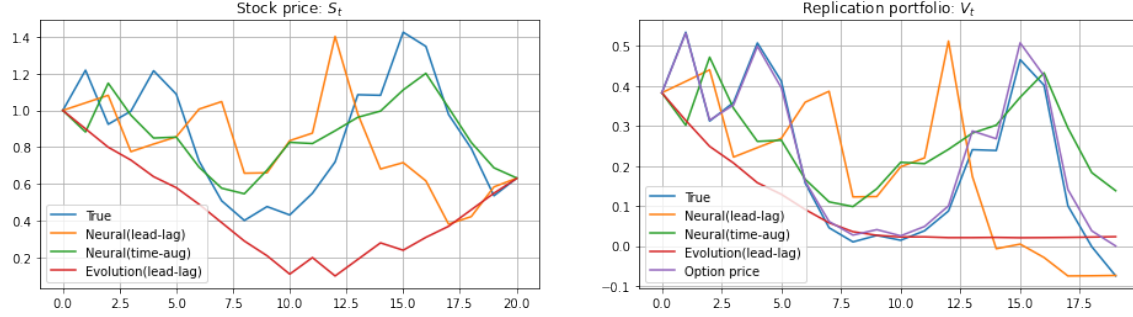 Stock price: S_t
1.4
1.2
1.0
0.8
0.6
0.4
0.2
True
Neural(lead-lag)
Neural(time-aug)
Evolution(lead-lag)
0.0 2.5 5.0 7.5 10.0 12.5 15.0 17.5 20.0
Replication portfolio: V_t
0.5
0.4
0.3
0.2
0.1
0.0
−0.1
True
Neural(lead-lag)
Neural(time-aug)
Evolution(lead-lag)
Option price
0.0 2.5 5.0 7.5 10.0 12.5 15.0 17.5